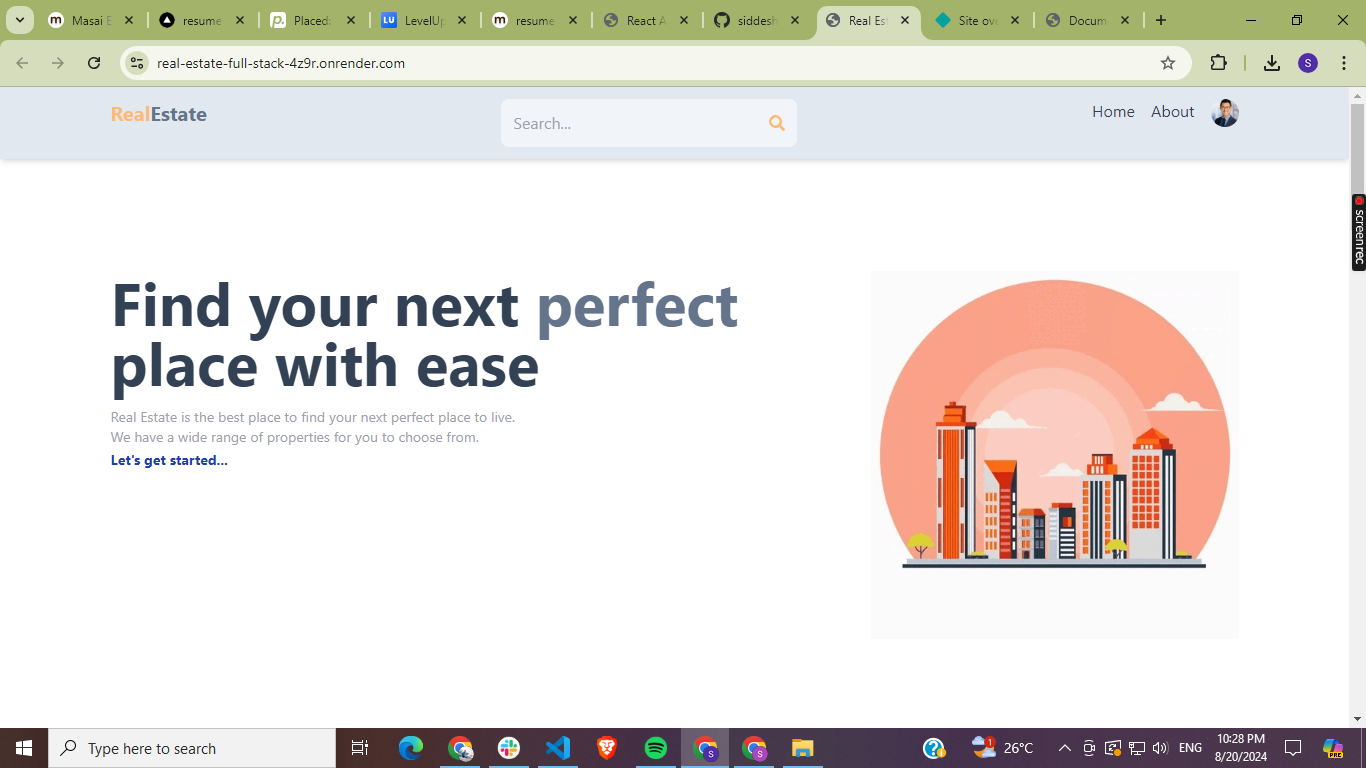 Masai E
resume
Placed:
LU
LevelUp
resume
React A
siddesh
Real Est
Site ove
Docum
real-estate-full-stack-4z9r.onrender.com
S
RealEstate
Search...
Home
About
screenrec
Find your next perfect
place with ease
Real Estate is the best place to find your next perfect place to live.
We have a wide range of properties for you to choose from.
Let's get started...
Type here to search
S
S
1
26°C
ENG
10:28 PM
8/20/2024
PRE